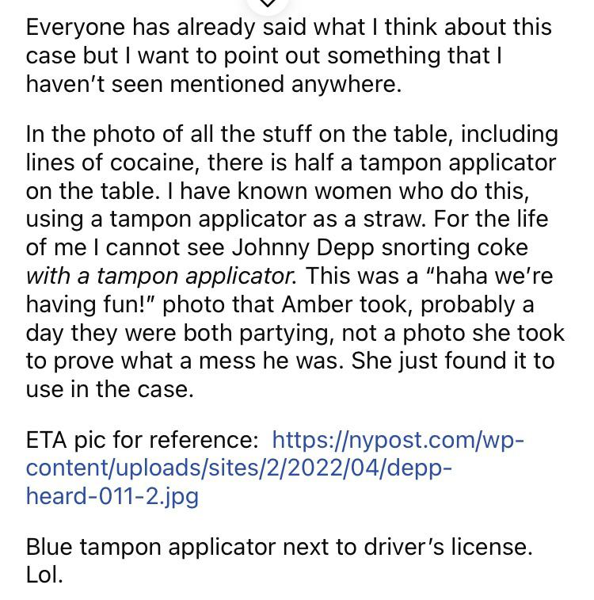 Everyone has already said what I think about this
case but I want to point out something that I
haven’t seen mentioned anywhere.
In the photo of all the stuff on the table, including
lines of cocaine, there is half a tampon applicator
on the table. I have known women who do this,
using a tampon applicator as a straw. For the life
of me I cannot see Johnny Depp snorting coke
with a tampon applicator. This was a “haha we’re
having fun!” photo that Amber took, probably a
day they were both partying, not a photo she took
to prove what a mess he was. She just found it to
use in the case.
ETA pic for reference: https://nypost.com/wp-
content/uploads/sites/2/2022/04/depp-
heard-011-2.jpg
Blue tampon applicator next to driver’s license.
Lol.